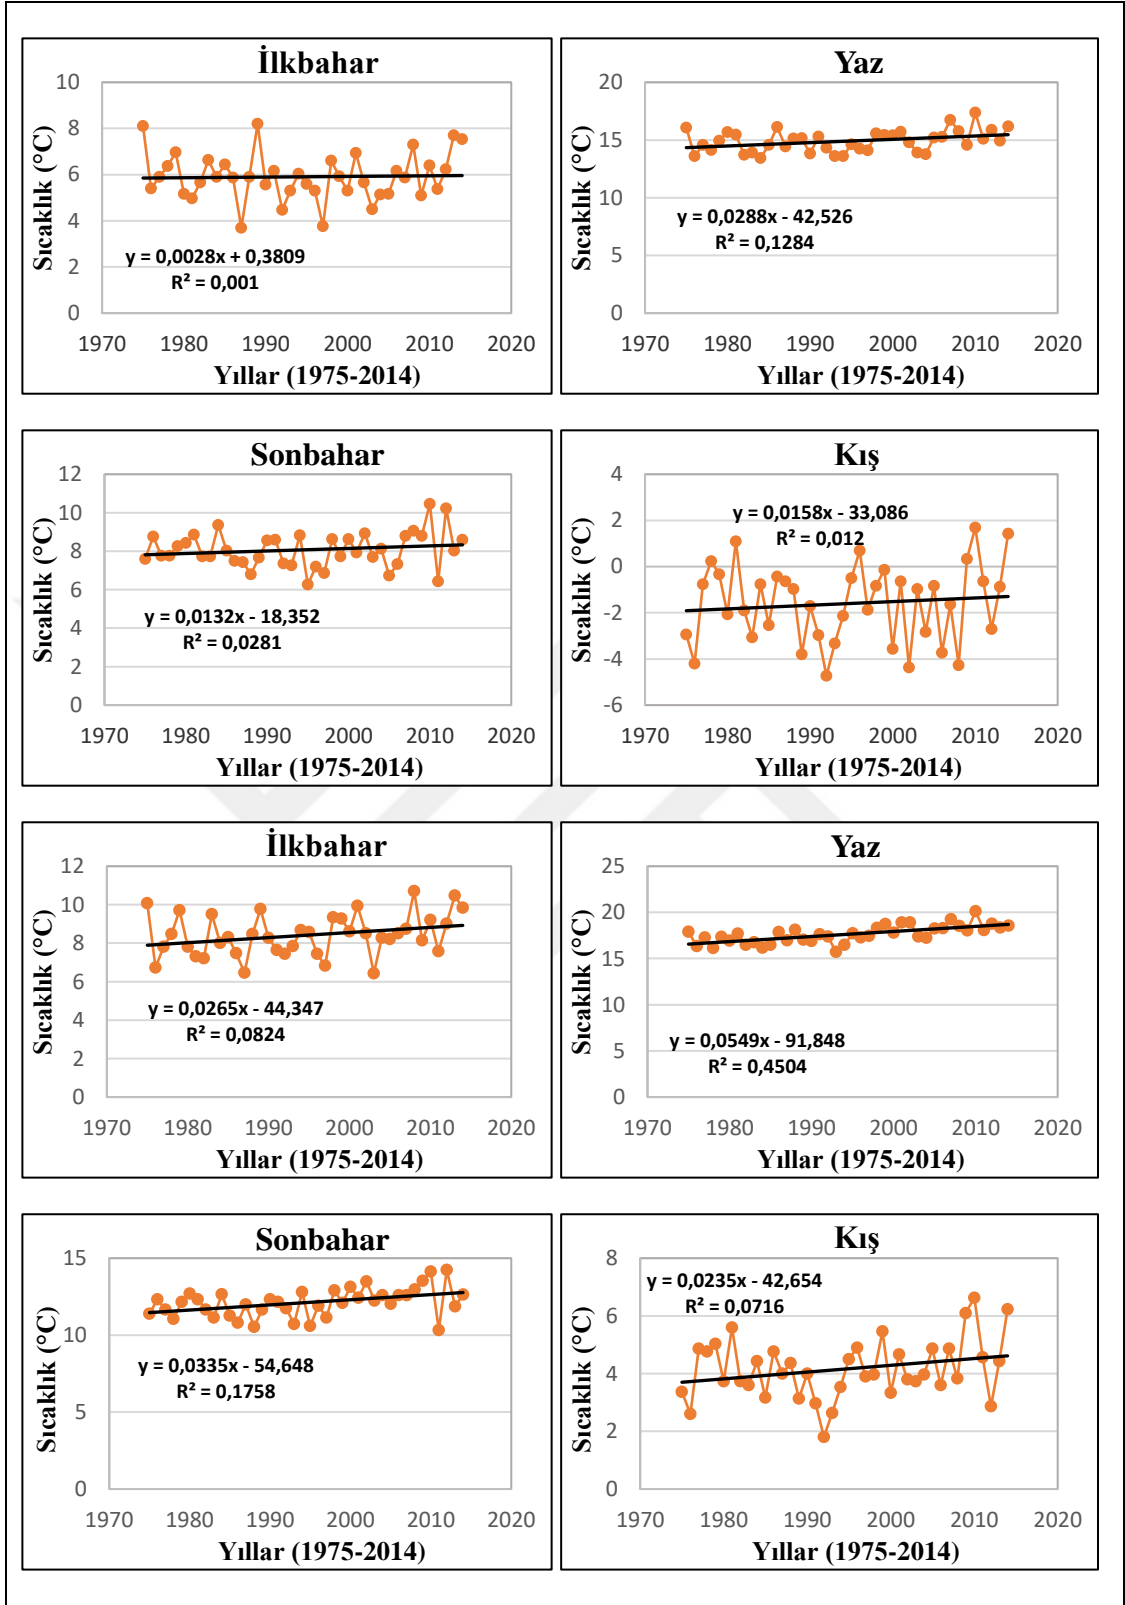 İlkbahar
10
8
6
4
2
0
Sıcaklık (°C)
y = 0,0028x + 0,3809
R² = 0,001
1970 1980 1990 2000 2010 2020
Yıllar (1975-2014)
Yaz
20
15
10
5
0
Sıcaklık (°C)
y = 0,0288x - 42,526
R² = 0,1284
1970 1980 1990 2000 2010 2020
Yıllar (1975-2014)
Sonbahar
12
10
8
6
4
2
0
Sıcaklık (°C)
y = 0,0132x - 18,352
R² = 0,0281
1970 1980 1990 2000 2010 2020
Yıllar (1975-2014)
Kış
4
2
0
-2
-4
-6
Sıcaklık (°C)
y = 0,0158x - 33,086
R² = 0,012
1970 1980 1990 2000 2010 2020
Yıllar (1975-2014)
İlkbahar
12
10
8
6
4
2
0
Sıcaklık (°C)
y = 0,0265x - 44,347
R² = 0,0824
1970 1980 1990 2000 2010 2020
Yıllar (1975-2014)
Yaz
25
20
15
10
5
0
Sıcaklık (°C)
y = 0,0549x - 91,848
R² = 0,4504
1970 1980 1990 2000 2010 2020
Yıllar (1975-2014)
Sonbahar
15
10
5
0
Sıcaklık (°C)
y = 0,0335x - 54,648
R² = 0,1758
1970 1980 1990 2000 2010 2020
Yıllar (1975-2014)
Kış
8
6
4
2
0
Sıcaklık (°C)
y = 0,0235x - 42,654
R² = 0,0716
1970 1980 1990 2000 2010 2020
Yıllar (1975-2014)